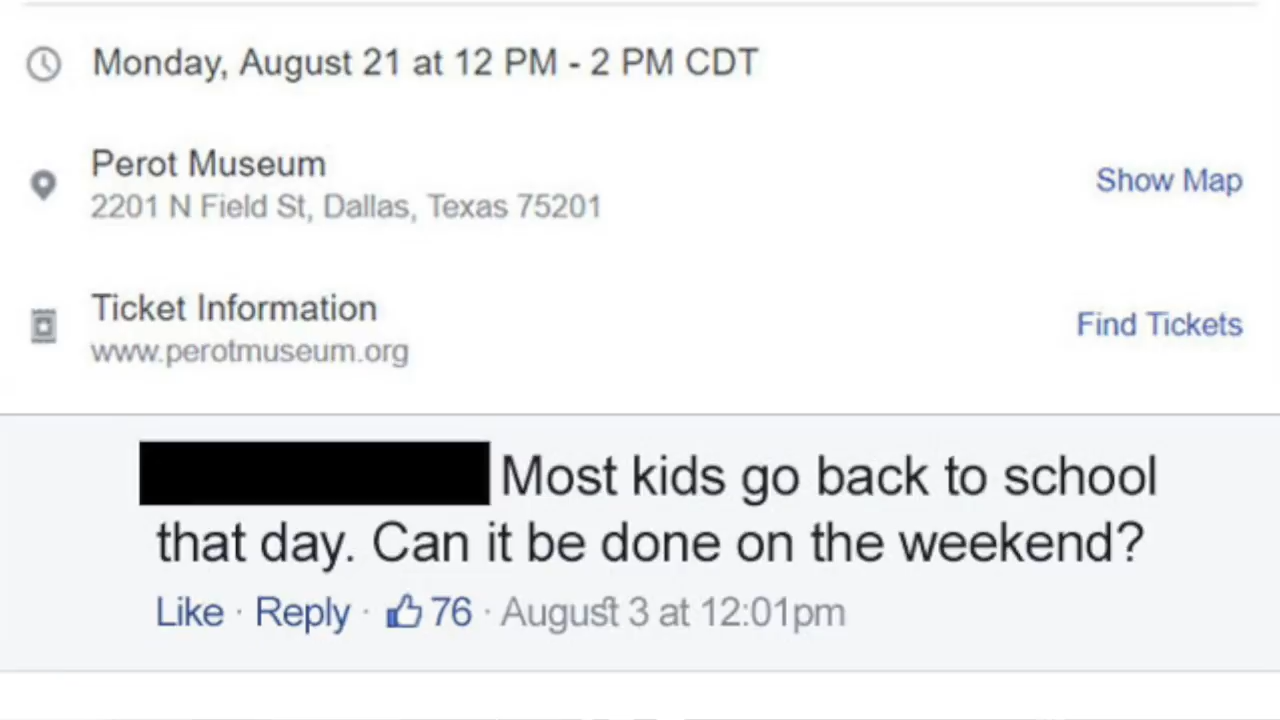 Monday, August 21 at 12 PM - 2 PM CDT
Perot Museum
2201 N Field St, Dallas, Texas 75201
Show Map
Ticket Information
www.perotmuseum.org
Find Tickets
Most kids go back to school
that day. Can it be done on the weekend?
Like · Reply · 76 · August 3 at 12:01pm